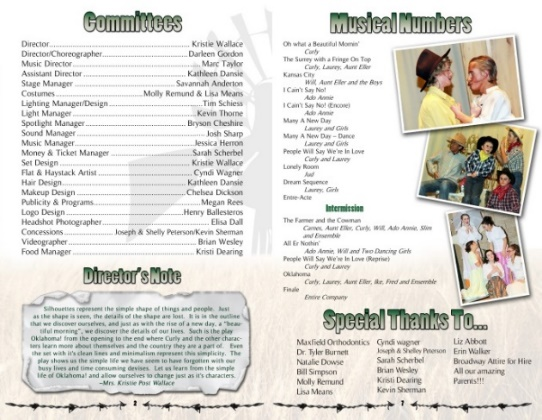 Committees
Director ........ Kristie Wallace
Director/Choreographer ........ Darleen Gordon
Music Director ........ Marc Taylor
Assistant Director ........ Kathleen Dansie
Stage Manager ........ Savannah Anderton
Costumes ........ Molly Remund & Lisa Means
Lighting Manager/Design ........ Tim Schiess
Light Manager ........ Kevin Thorne
Spotlight Manager ........ Bryson Cheshire
Sound Manager ........ Josh Sharp
Music Manager ........ Jessica Herron
Money & Ticket Manager ........ Sarah Scherbel
Set Design ........ Kristie Wallace
Flat & Haystack Artist ........ Cyndi Wagner
Hair Design ........ Kathleen Dansie
Makeup Design ........ Chelsea Dickson
Publicity & Programs ........ Megan Rees
Logo Design ........ Henry Ballesteros
Headshot Photographer ........ Elisa Dall
Concessions ........ Joseph & Shelly Peterson/Kevin Sherman
Videographer ........ Brian Wesley
Food Manager ........ Kristi Dearing
Director's Note
Silhouettes represent the simple shape of things and people. Just
as the shape is seen, the details of the shape are lost. It is in the outline
that we discover ourselves, and just as with the rise of a new day, a "beau-
tiful morning", we discover the details of our lives. Such is the play
Oklahoma! from the opening to the end where Curly and the other charac-
ters learn more about themselves and the country they are a part of. Even
the set with it's clean lines and minimalism represent this simplicity. The
play shows us the simple life we have seem to have forgotten with our
busy lives and time consuming desires. Let us learn from the simple
life of Oklahoma! and allow ourselves to change just as it's characters.
~Mrs. Kristie Post Wallace
2
Musical Numbers
Oh what a Beautiful Mornin'
Curly
The Surrey with a Fringe On Top
Curly, Laurey, Aunt Eller
Kansas City
Will, Aunt Eller and the Boys
I Cain't Say No!
Ado Annie
I Cain't Say No! (Encore)
Ado Annie
Many A New Day
Laurey and Girls
Many A New Day – Dance
Laurey and Girls
People Will Say We're In Love
Curly and Laurey
Lonely Room
Jud
Dream Sequence
Laurey, Girls
Entre-Acte
Intermission
The Farmer and the Cowman
Carnes, Aunt Eller, Curly, Will, Ado Annie, Slim
and Ensemble
All Er Nothin'
Ado Annie, Will and Two Dancing Girls
People Will Say We're In Love (Reprise)
Curly and Laurey
Oklahoma
Curly, Laurey, Aunt Eller, Ike, Fred and Ensemble
Finale
Entire Company
Special Thanks To...
Maxfield Orthodontics
Dr. Tyler Burnett
Natalie Dowse
Bill Simpson
Molly Remund
Lisa Means
Cyndi wagner
Joseph & Shelley Peterson
Sarah Scherbel
Brian Wesley
Kristi Dearing
Kevin Sherman
Liz Abbott
Erin Walker
Broadway Attire for Hire
All our amazing
Parents!!!
7